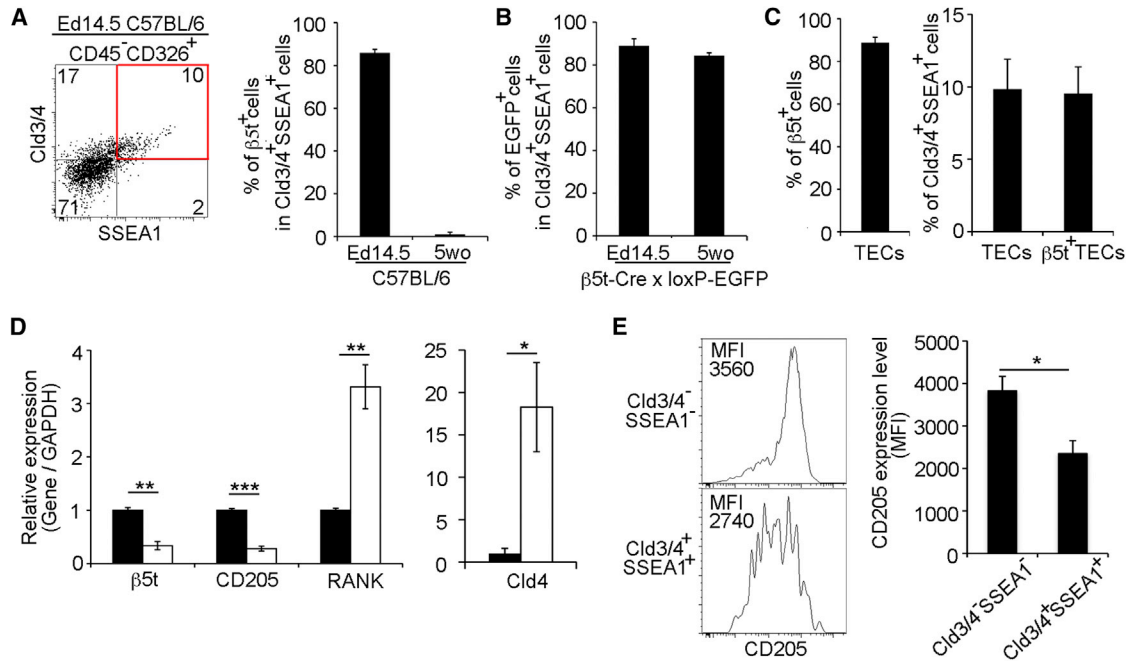 A
Ed14.5 C57BL/6
CD45⁻CD326⁺
17
10
71
2
Cld3/4
SSEA1
% of β5t⁺cells
in Cld3/4⁺SSEA1⁺cells
100
80
60
40
20
0
Ed14.5 5wo
C57BL/6
B
% of EGFP⁺cells
in Cld3/4⁺SSEA1⁺cells
100
80
60
40
20
0
Ed14.5 5wo
β5t-Cre x loxP-EGFP
C
% of β5t⁺cells
100
80
60
40
20
0
TECs
% of Cld3/4⁺SSEA1⁺cells
15
10
5
0
TECs β5t⁺TECs
D
Relative expression
(Gene / GAPDH)
4
3
2
1
0
**
***
**
β5t CD205 RANK
25
20
15
10
5
0
*
Cld4
E
Cld3/4⁻
SSEA1⁻
MFI
3560
Cld3/4⁺
SSEA1⁺
MFI
2740
CD205
CD205 expression level
(MFI)
5000
4000
3000
2000
1000
0
*
Cld3/4⁻SSEA1⁻
Cld3/4⁺SSEA1⁺